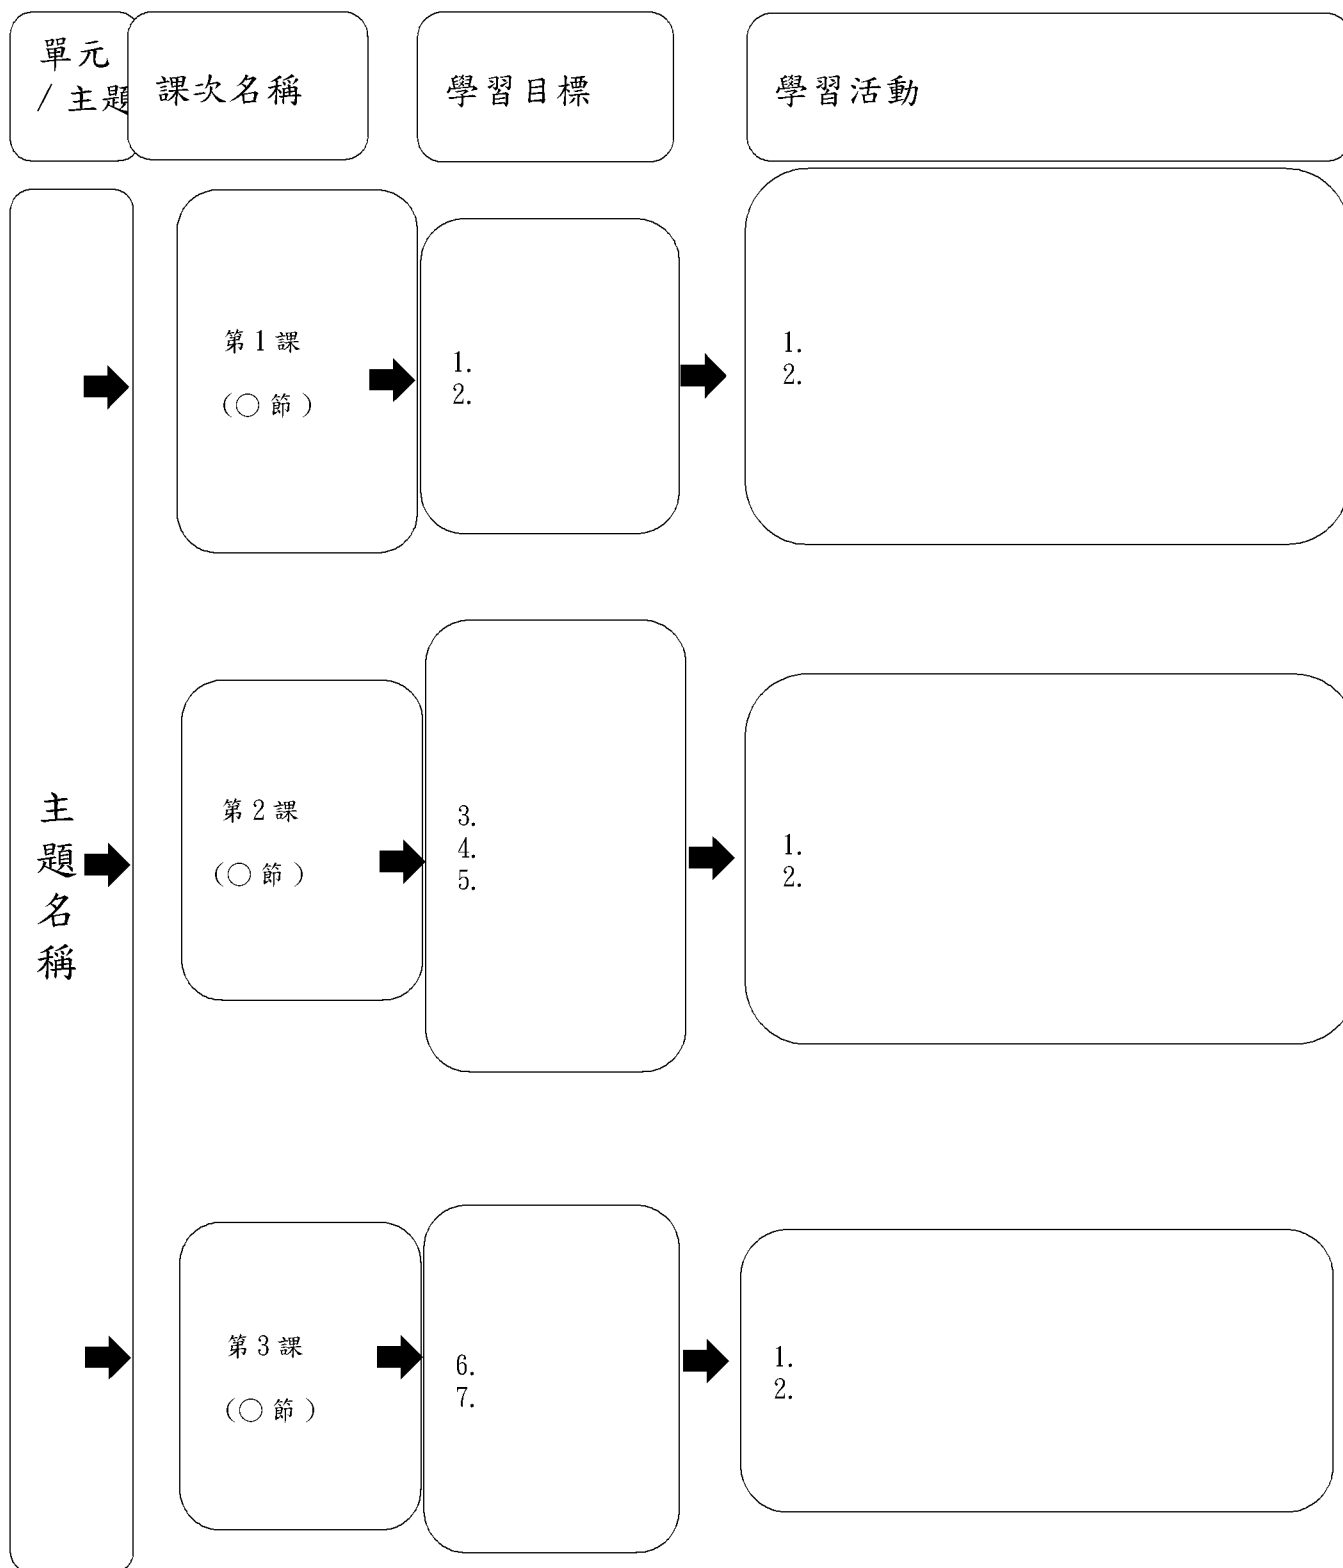 單元
/ 主題
課次名稱
學習目標
學習活動
主題名稱
第 1 課
(○ 節 )
1.
2.
1.
2.
第 2 課
(○ 節 )
3.
4.
5.
1.
2.
第 3 課
(○ 節 )
6.
7.
1.
2.